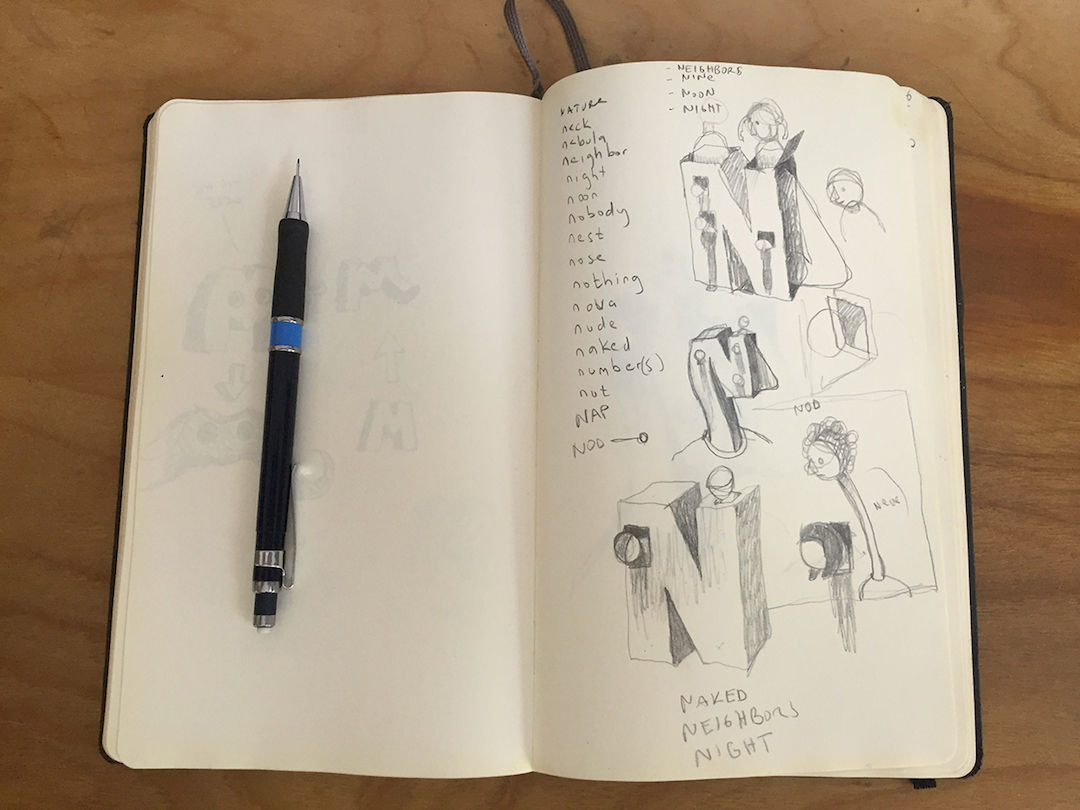 - NEIGHBORS
- NINE
- NOON
- NIGHT
NATURE
neck
nebula
neighbor
night
noon
nobody
nest
nose
nothing
nova
nude
naked
number(s)
nut
NAP
NOD
N
N
NOD
N
NAKED
NEIGHBORS
NIGHT